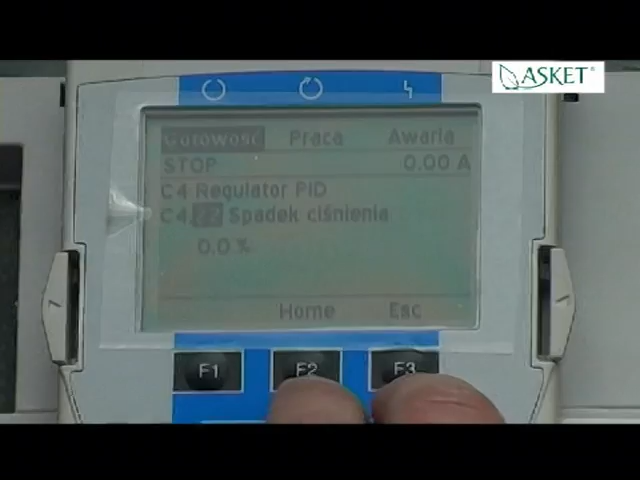 ASKET®
Gotowość Praca Awaria
STOP 0.00 A
C4 Regulator PID
C4 22 Spadek ciśnienia
0.0 %
Home Esc
F1 F2 F3